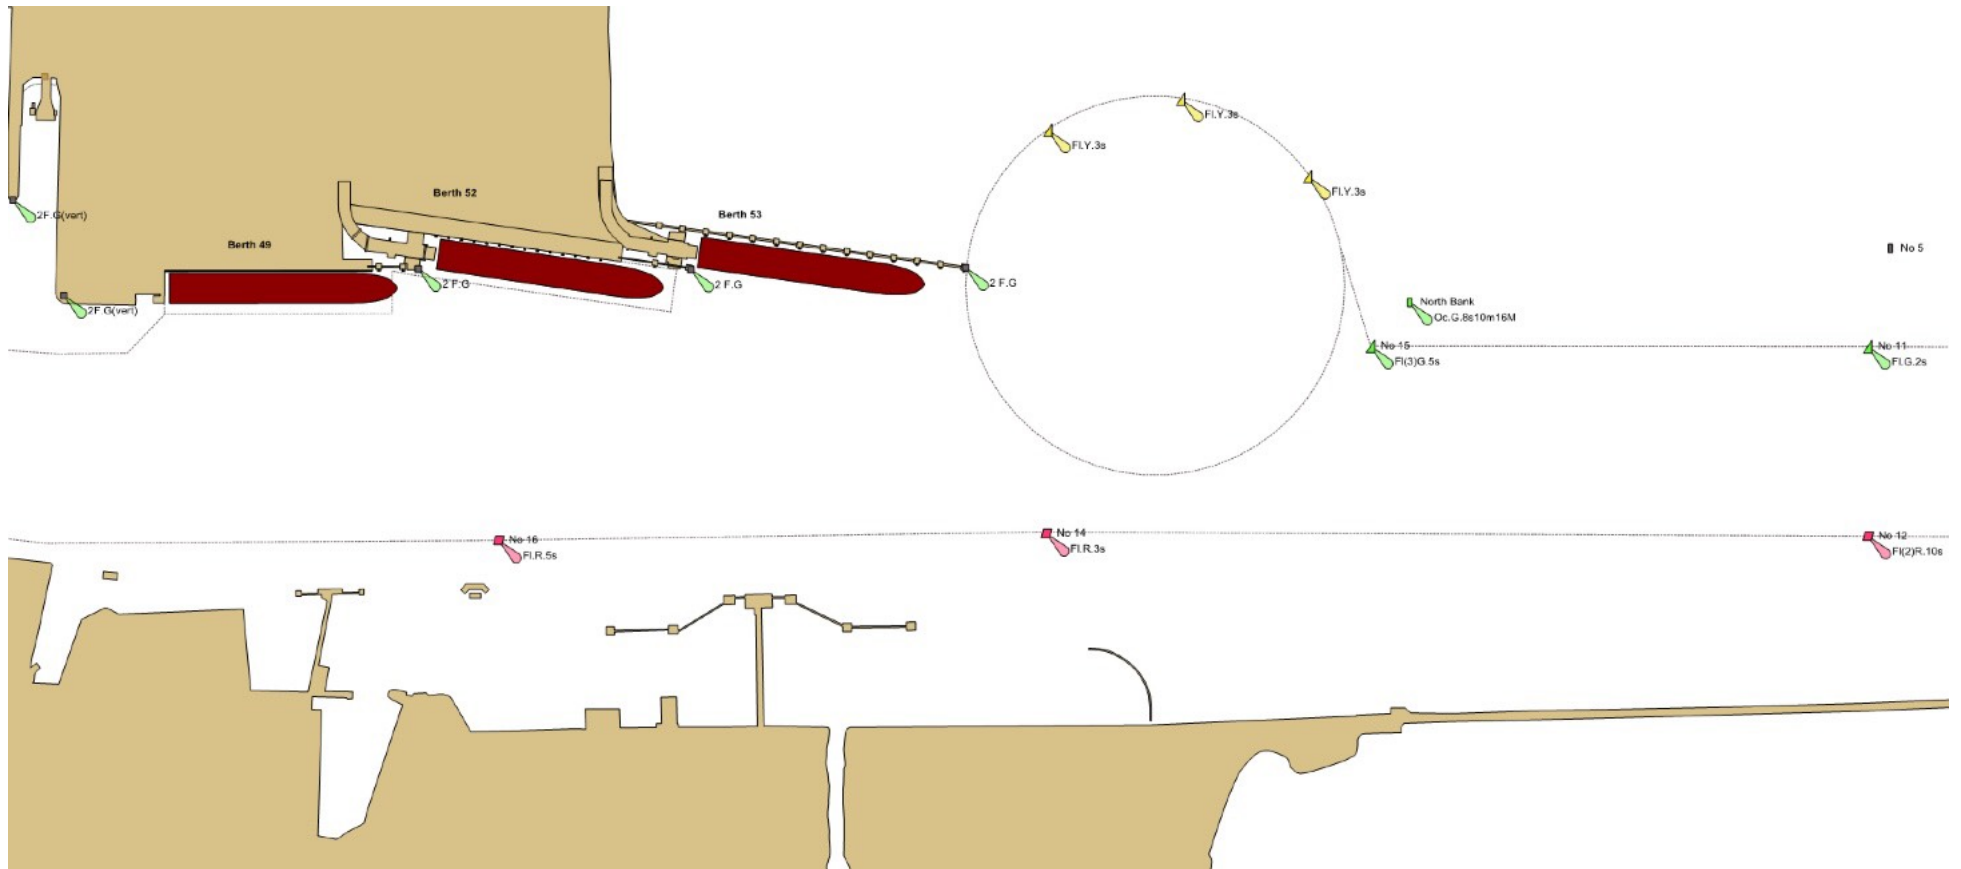 Fl.Y.3s
Fl.Y.3s
Fl.Y.3s
Berth 52
2F.G(vert)
Berth 53
Berth 49
No 5
2 F.G
2 F.G
2 F.G
North Bank
2F.G(vert)
Oc.G.8s10m16M
No 15
No 11
Fl(3)G.5s
Fl.G.2s
No 16
No 14
No 12
Fl.R.5s
Fl.R.3s
Fl(2)R.10s